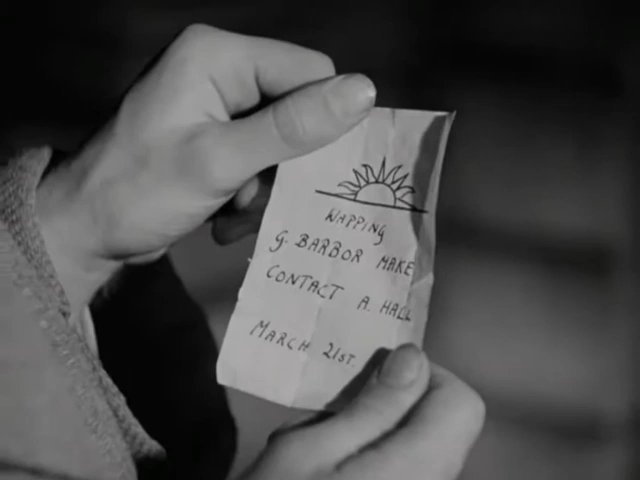 WAPPING
G. BARBOR MAKE
CONTACT A. HALL
MARCH 21ST.